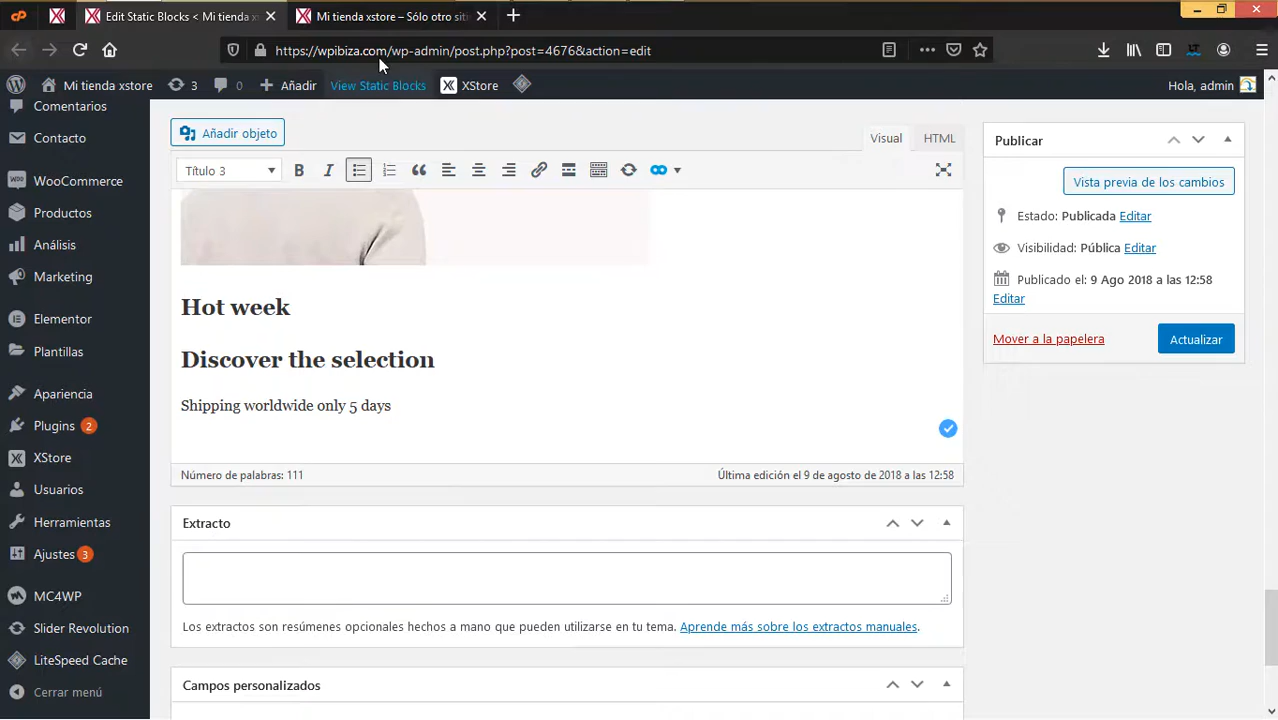 Edit Static Blocks < Mi tienda x
Mi tienda xstore – Sólo otro siti
https://wpibiza.com/wp-admin/post.php?post=4676&action=edit
Mi tienda xstore
3
0
Añadir
View Static Blocks
XStore
Hola, admin
Comentarios
Contacto
WooCommerce
Productos
Análisis
Marketing
Elementor
Plantillas
Apariencia
Plugins 2
XStore
Usuarios
Herramientas
Ajustes 3
MC4WP
Slider Revolution
LiteSpeed Cache
Cerrar menú
Añadir objeto
Visual
HTML
Título 3
Hot week
Discover the selection
Shipping worldwide only 5 days
Número de palabras: 111
Última edición el 9 de agosto de 2018 a las 12:58
Extracto
Los extractos son resúmenes opcionales hechos a mano que pueden utilizarse en tu tema. Aprende más sobre los extractos manuales.
Campos personalizados
Publicar
Vista previa de los cambios
Estado: Publicada Editar
Visibilidad: Pública Editar
Publicado el: 9 Ago 2018 a las 12:58
Editar
Mover a la papelera
Actualizar